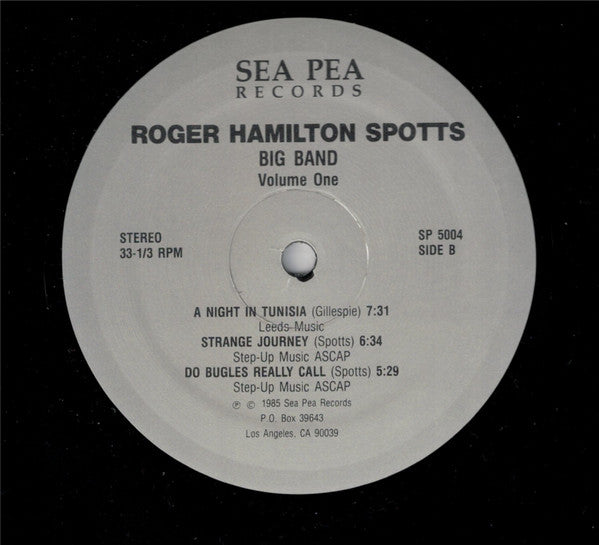 SEA PEA
RECORDS
ROGER HAMILTON SPOTTS
BIG BAND
Volume One
STEREO
33-1/3 RPM
SP 5004
SIDE B
A NIGHT IN TUNISIA (Gillespie) 7:31
Leeds Music
STRANGE JOURNEY (Spotts) 6:34
Step-Up Music ASCAP
DO BUGLES REALLY CALL (Spotts) 5:29
Step-Up Music ASCAP
℗ © 1985 Sea Pea Records
P.O. Box 39643
Los Angeles, CA 90039